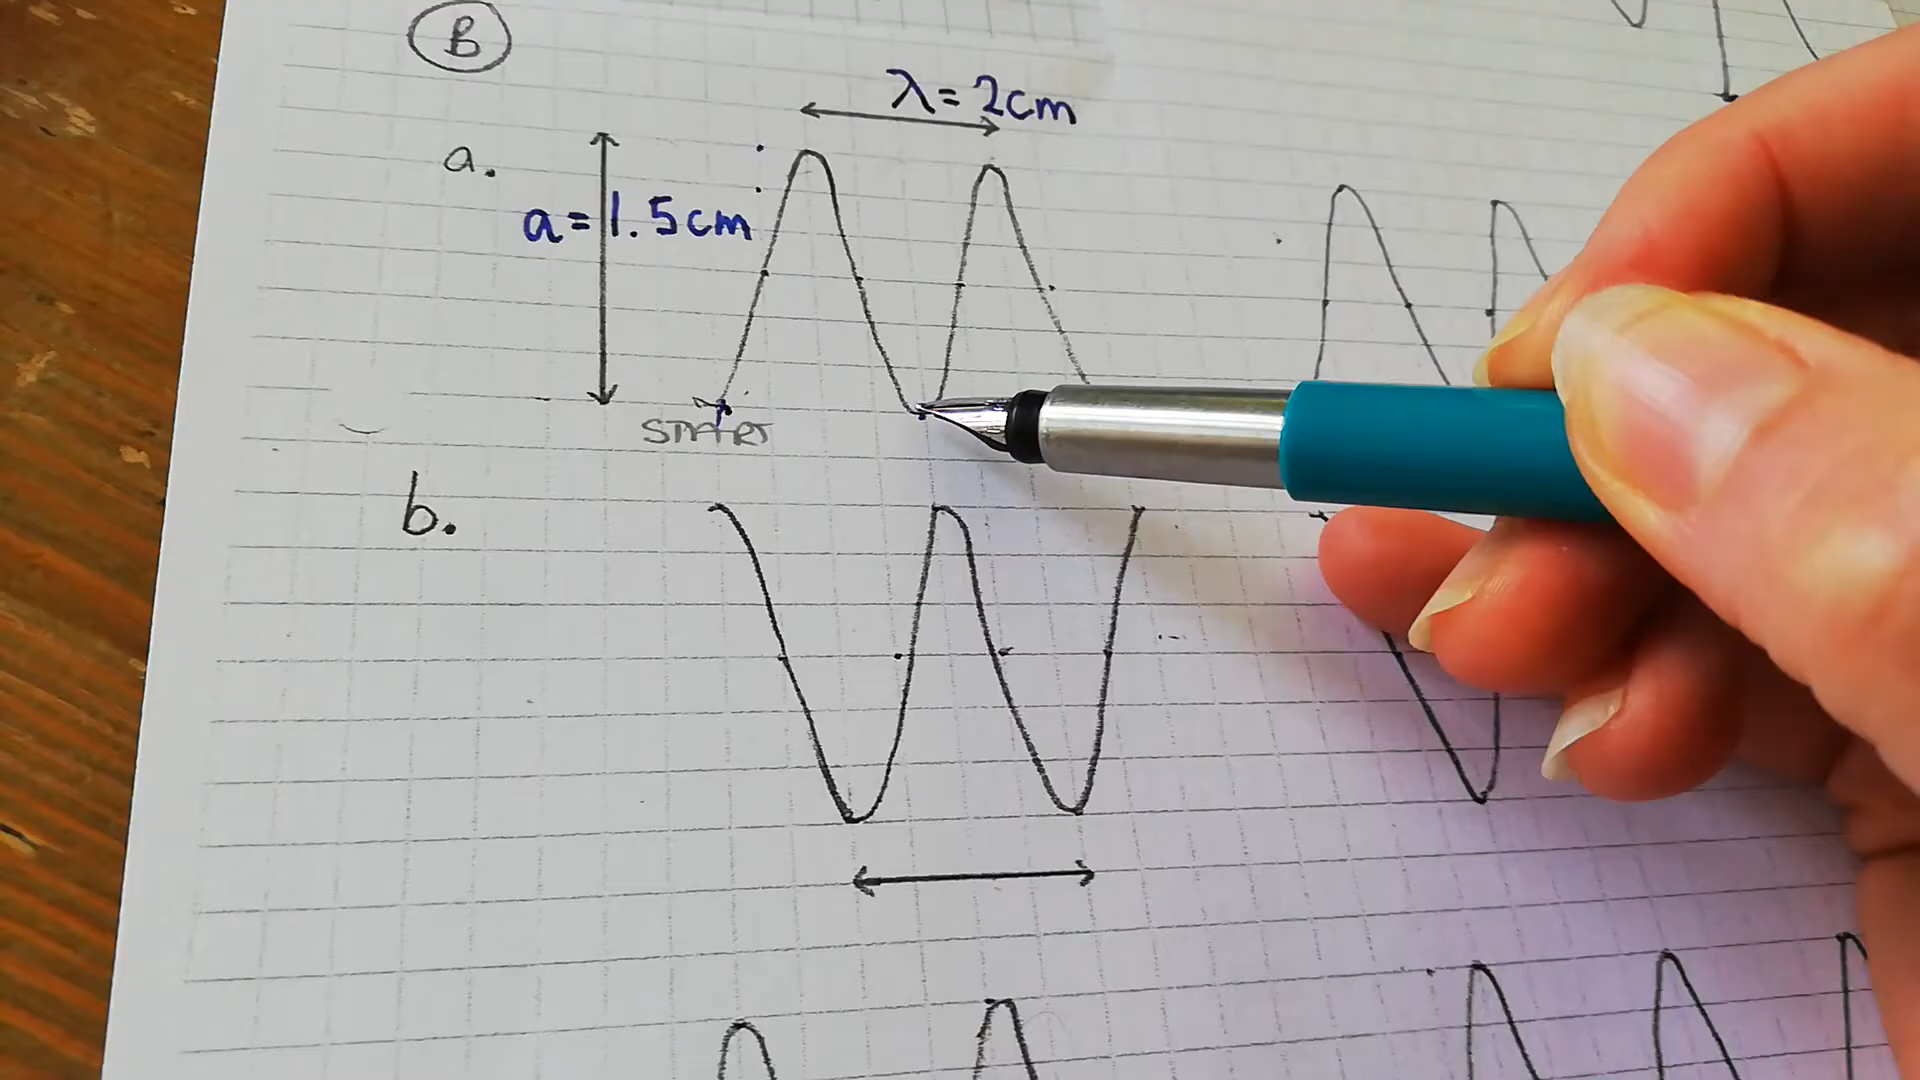 B
λ = 2cm
a.
a = 1.5cm
START
b.